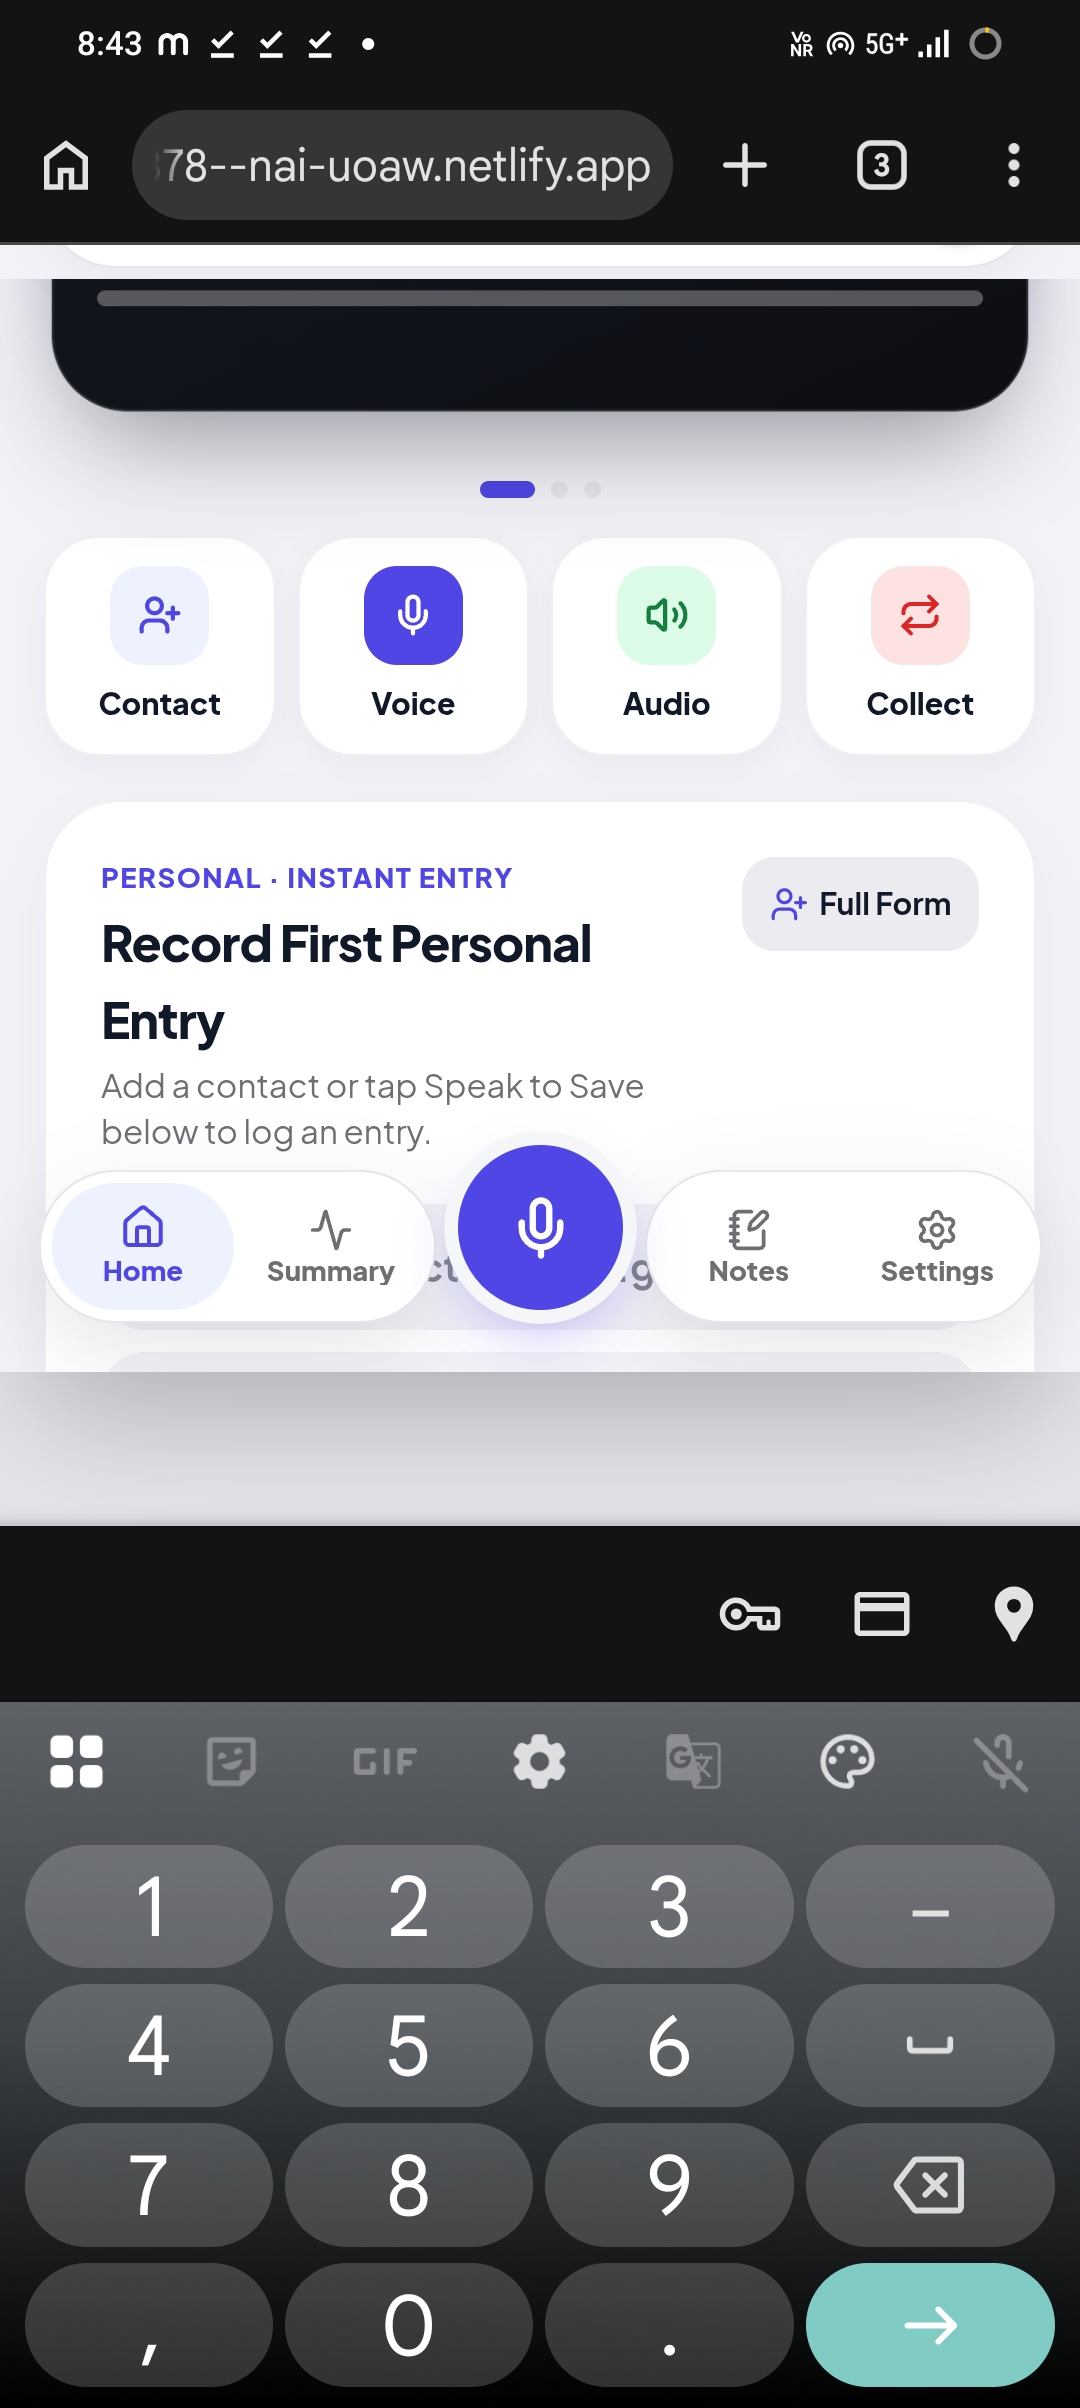 8:43
5G+
78--nai-uoaw.netlify.app
3
Contact
Voice
Audio
Collect
PERSONAL · INSTANT ENTRY
Full Form
Record First Personal
Entry
Add a contact or tap Speak to Save
below to log an entry.
Home
Summary
Notes
Settings
GIF
1
2
3
–
4
5
6
7
8
9
,
0
.